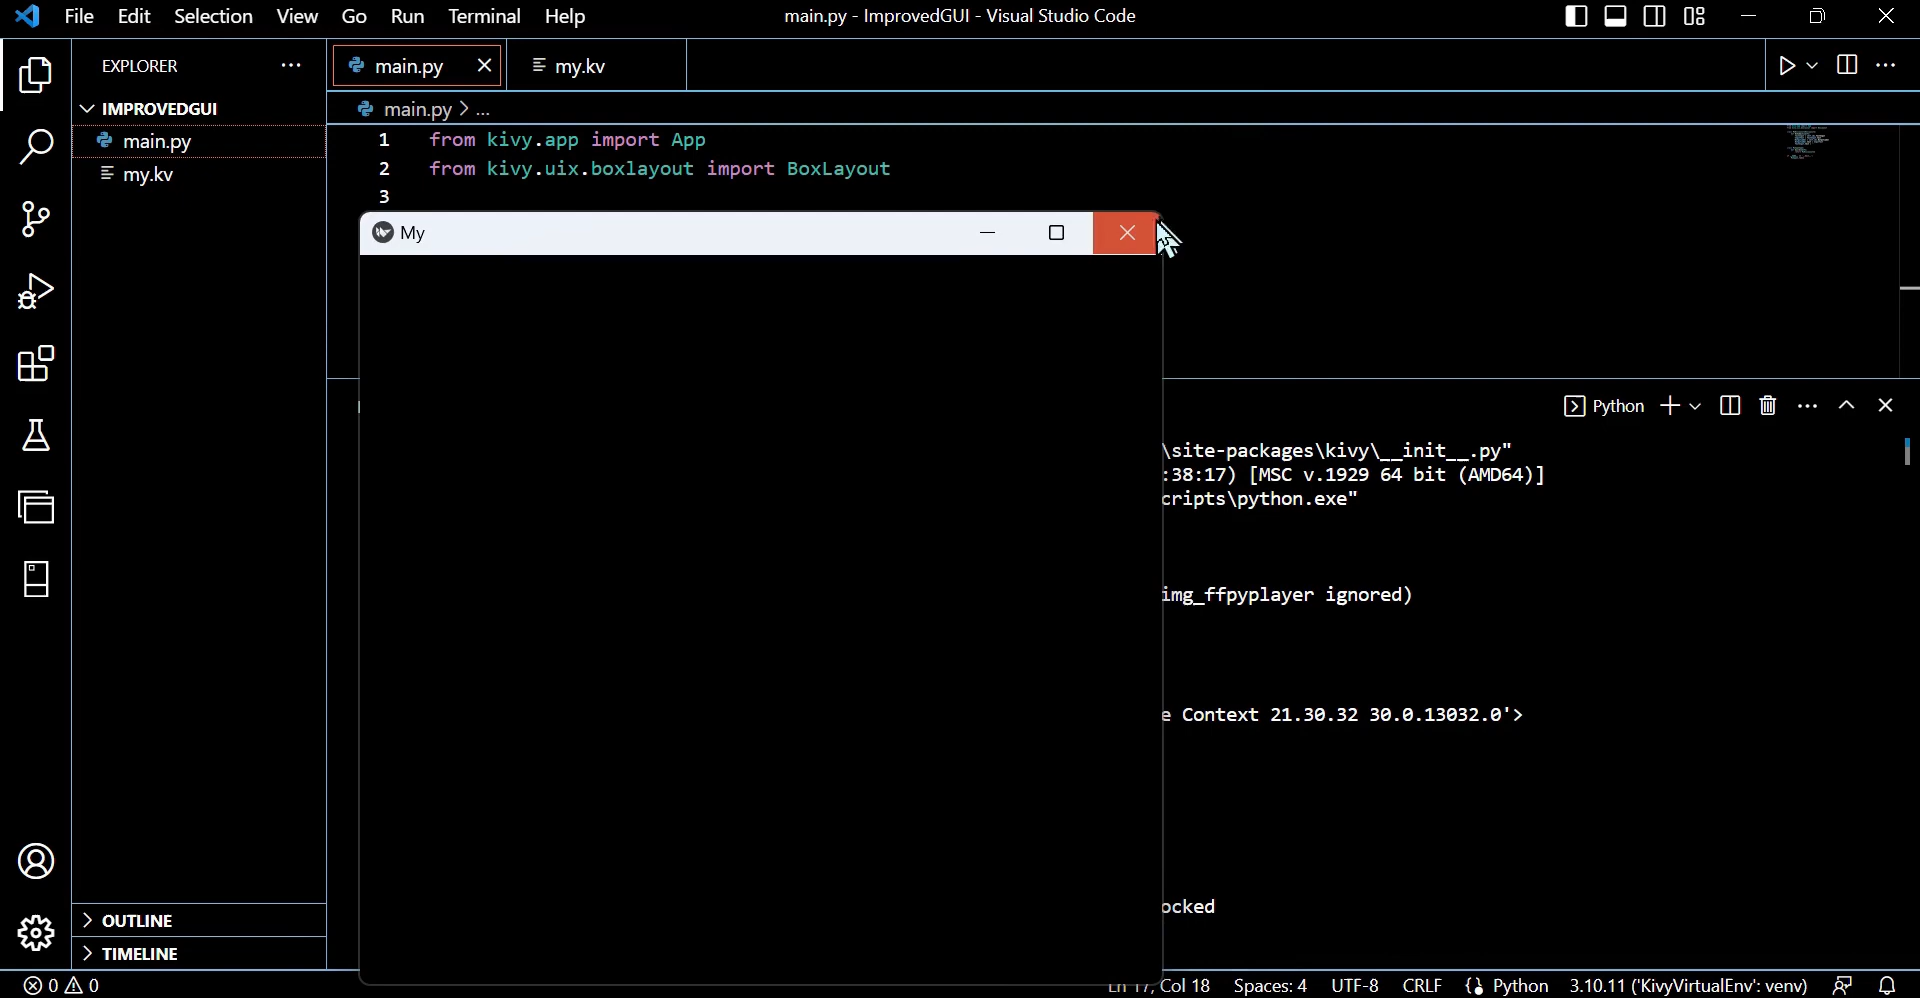 File Edit Selection View Go Run Terminal Help
main.py - ImprovedGUI - Visual Studio Code
EXPLORER
IMPROVEDGUI
main.py
my.kv
OUTLINE
TIMELINE
main.py
my.kv
main.py > ...
1 from kivy.app import App
2 from kivy.uix.boxlayout import BoxLayout
3
My
Python
\site-packages\kivy\__init__.py"
:38:17) [MSC v.1929 64 bit (AMD64)]
cripts\python.exe"
img_ffpyplayer ignored)
e Context 21.30.32 30.0.13032.0'>
ocked
0 0
Ln 17, Col 18 Spaces: 4 UTF-8 CRLF Python 3.10.11 ('KivyVirtualEnv': venv)